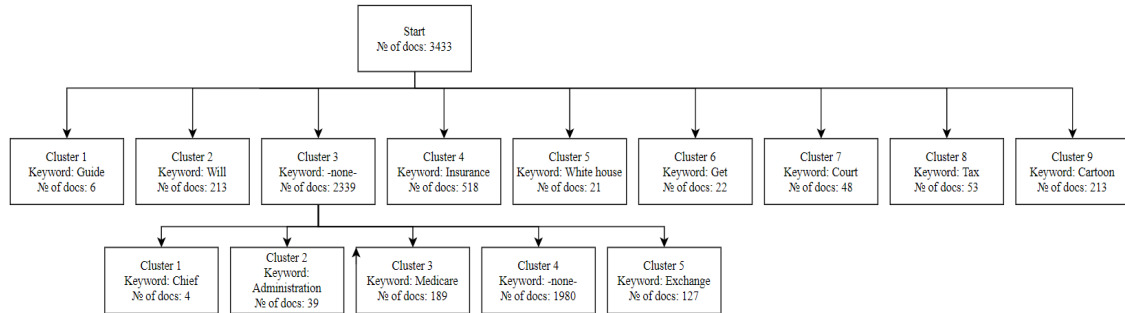 Start
№ of docs: 3433
Cluster 1
Keyword: Guide
№ of docs: 6
Cluster 2
Keyword: Will
№ of docs: 213
Cluster 3
Keyword: -none-
№ of docs: 2339
Cluster 4
Keyword: Insurance
№ of docs: 518
Cluster 5
Keyword: White house
№ of docs: 21
Cluster 6
Keyword: Get
№ of docs: 22
Cluster 7
Keyword: Court
№ of docs: 48
Cluster 8
Keyword: Tax
№ of docs: 53
Cluster 9
Keyword: Cartoon
№ of docs: 213
Cluster 1
Keyword: Chief
№ of docs: 4
Cluster 2
Keyword:
Administration
№ of docs: 39
Cluster 3
Keyword: Medicare
№ of docs: 189
Cluster 4
Keyword: -none-
№ of docs: 1980
Cluster 5
Keyword: Exchange
№ of docs: 127